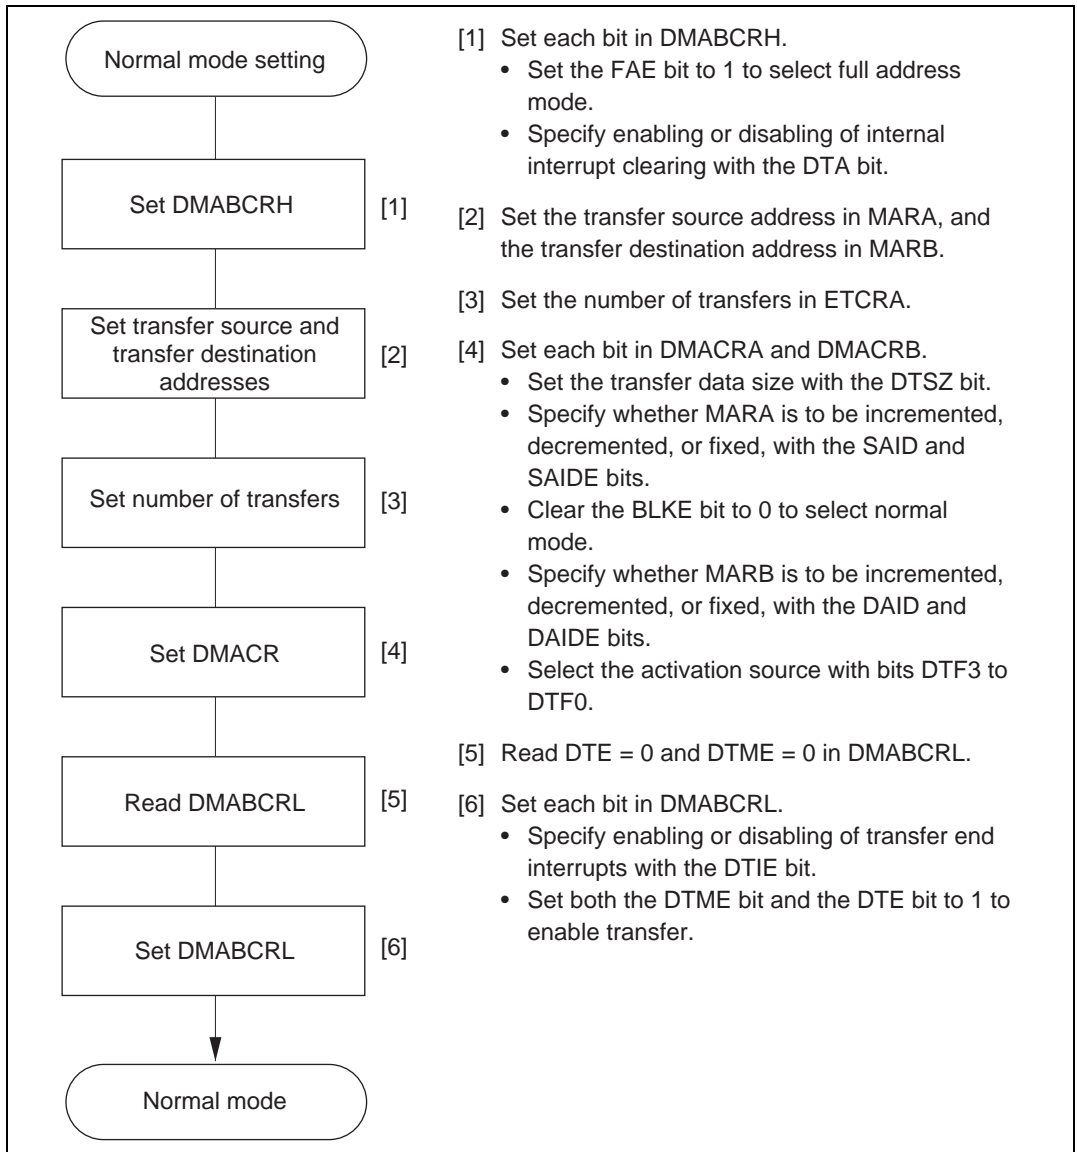 Normal mode setting
Set DMABCRH
[1]
Set transfer source and
transfer destination
addresses
[2]
Set number of transfers
[3]
Set DMACR
[4]
Read DMABCRL
[5]
Set DMABCRL
[6]
Normal mode
[1] Set each bit in DMABCRH.
• Set the FAE bit to 1 to select full address
mode.
• Specify enabling or disabling of internal
interrupt clearing with the DTA bit.
[2] Set the transfer source address in MARA, and
the transfer destination address in MARB.
[3] Set the number of transfers in ETCRA.
[4] Set each bit in DMACRA and DMACRB.
• Set the transfer data size with the DTSZ bit.
• Specify whether MARA is to be incremented,
decremented, or fixed, with the SAID and
SAIDE bits.
• Clear the BLKE bit to 0 to select normal
mode.
• Specify whether MARB is to be incremented,
decremented, or fixed, with the DAID and
DAIDE bits.
• Select the activation source with bits DTF3 to
DTF0.
[5] Read DTE = 0 and DTME = 0 in DMABCRL.
[6] Set each bit in DMABCRL.
• Specify enabling or disabling of transfer end
interrupts with the DTIE bit.
• Set both the DTME bit and the DTE bit to 1 to
enable transfer.